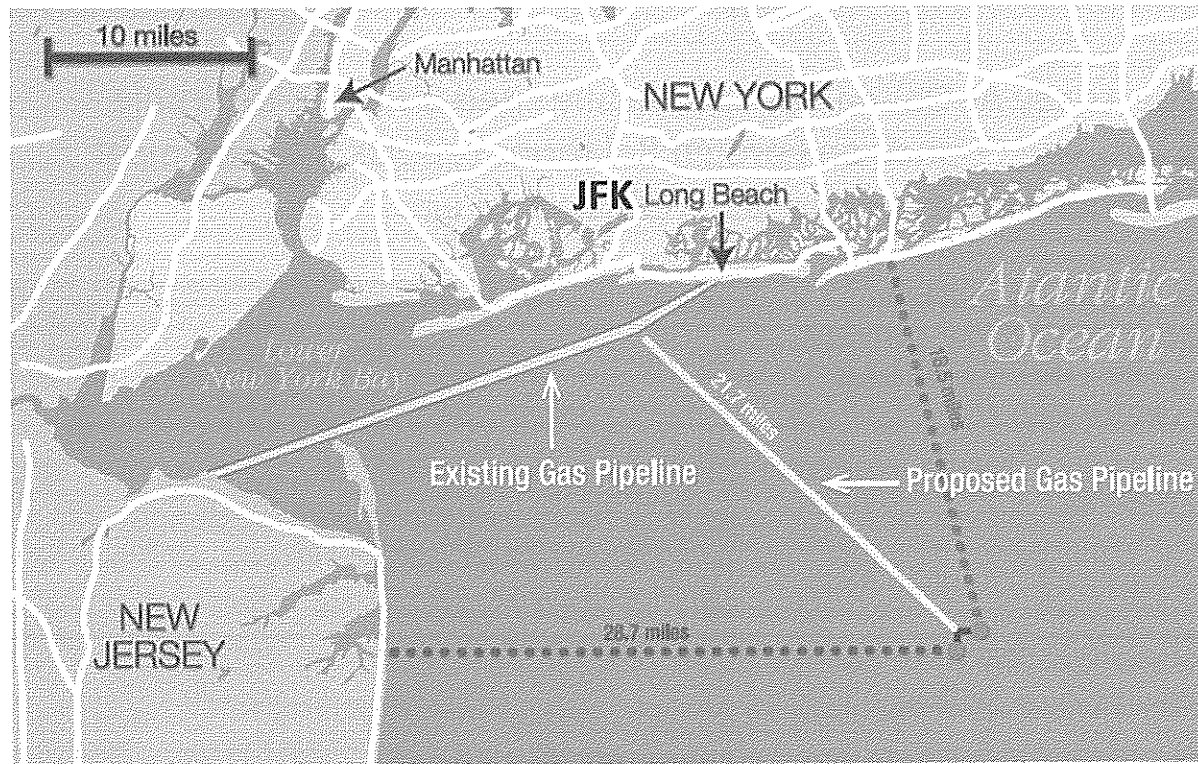 10 miles
Manhattan
NEW YORK
JFK Long Beach
Atlantic
Ocean
Lower
New York Bay
21.7 miles
Existing Gas Pipeline
Proposed Gas Pipeline
NEW
JERSEY
28.7 miles